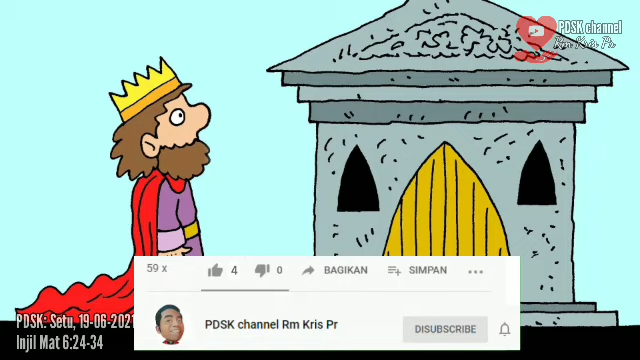 PDSK channel
Rm Kris Pr
59 x
4
0
BAGIKAN
SIMPAN
PDSK channel Rm Kris Pr
DISUBSCRIBE
PDSK: Setu, 19-06-2021
Injil Mat 6:24-34